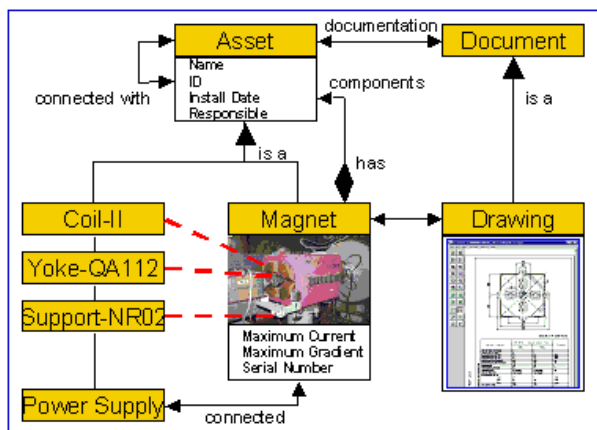 Asset
documentation
Document
Name
ID
Install Date
Responsible
connected with
components
is a
is a
has
Coil-II
Magnet
Drawing
Yoke-QA112
Support-NR02
Maximum Current
Maximum Gradient
Serial Number
Power Supply
connected